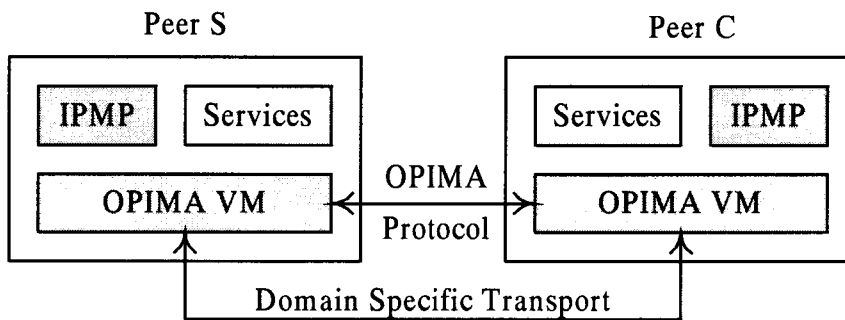 Peer S
Peer C
IPMP
Services
Services
IPMP
OPIMA VM
OPIMA
Protocol
OPIMA VM
Domain Specific Transport